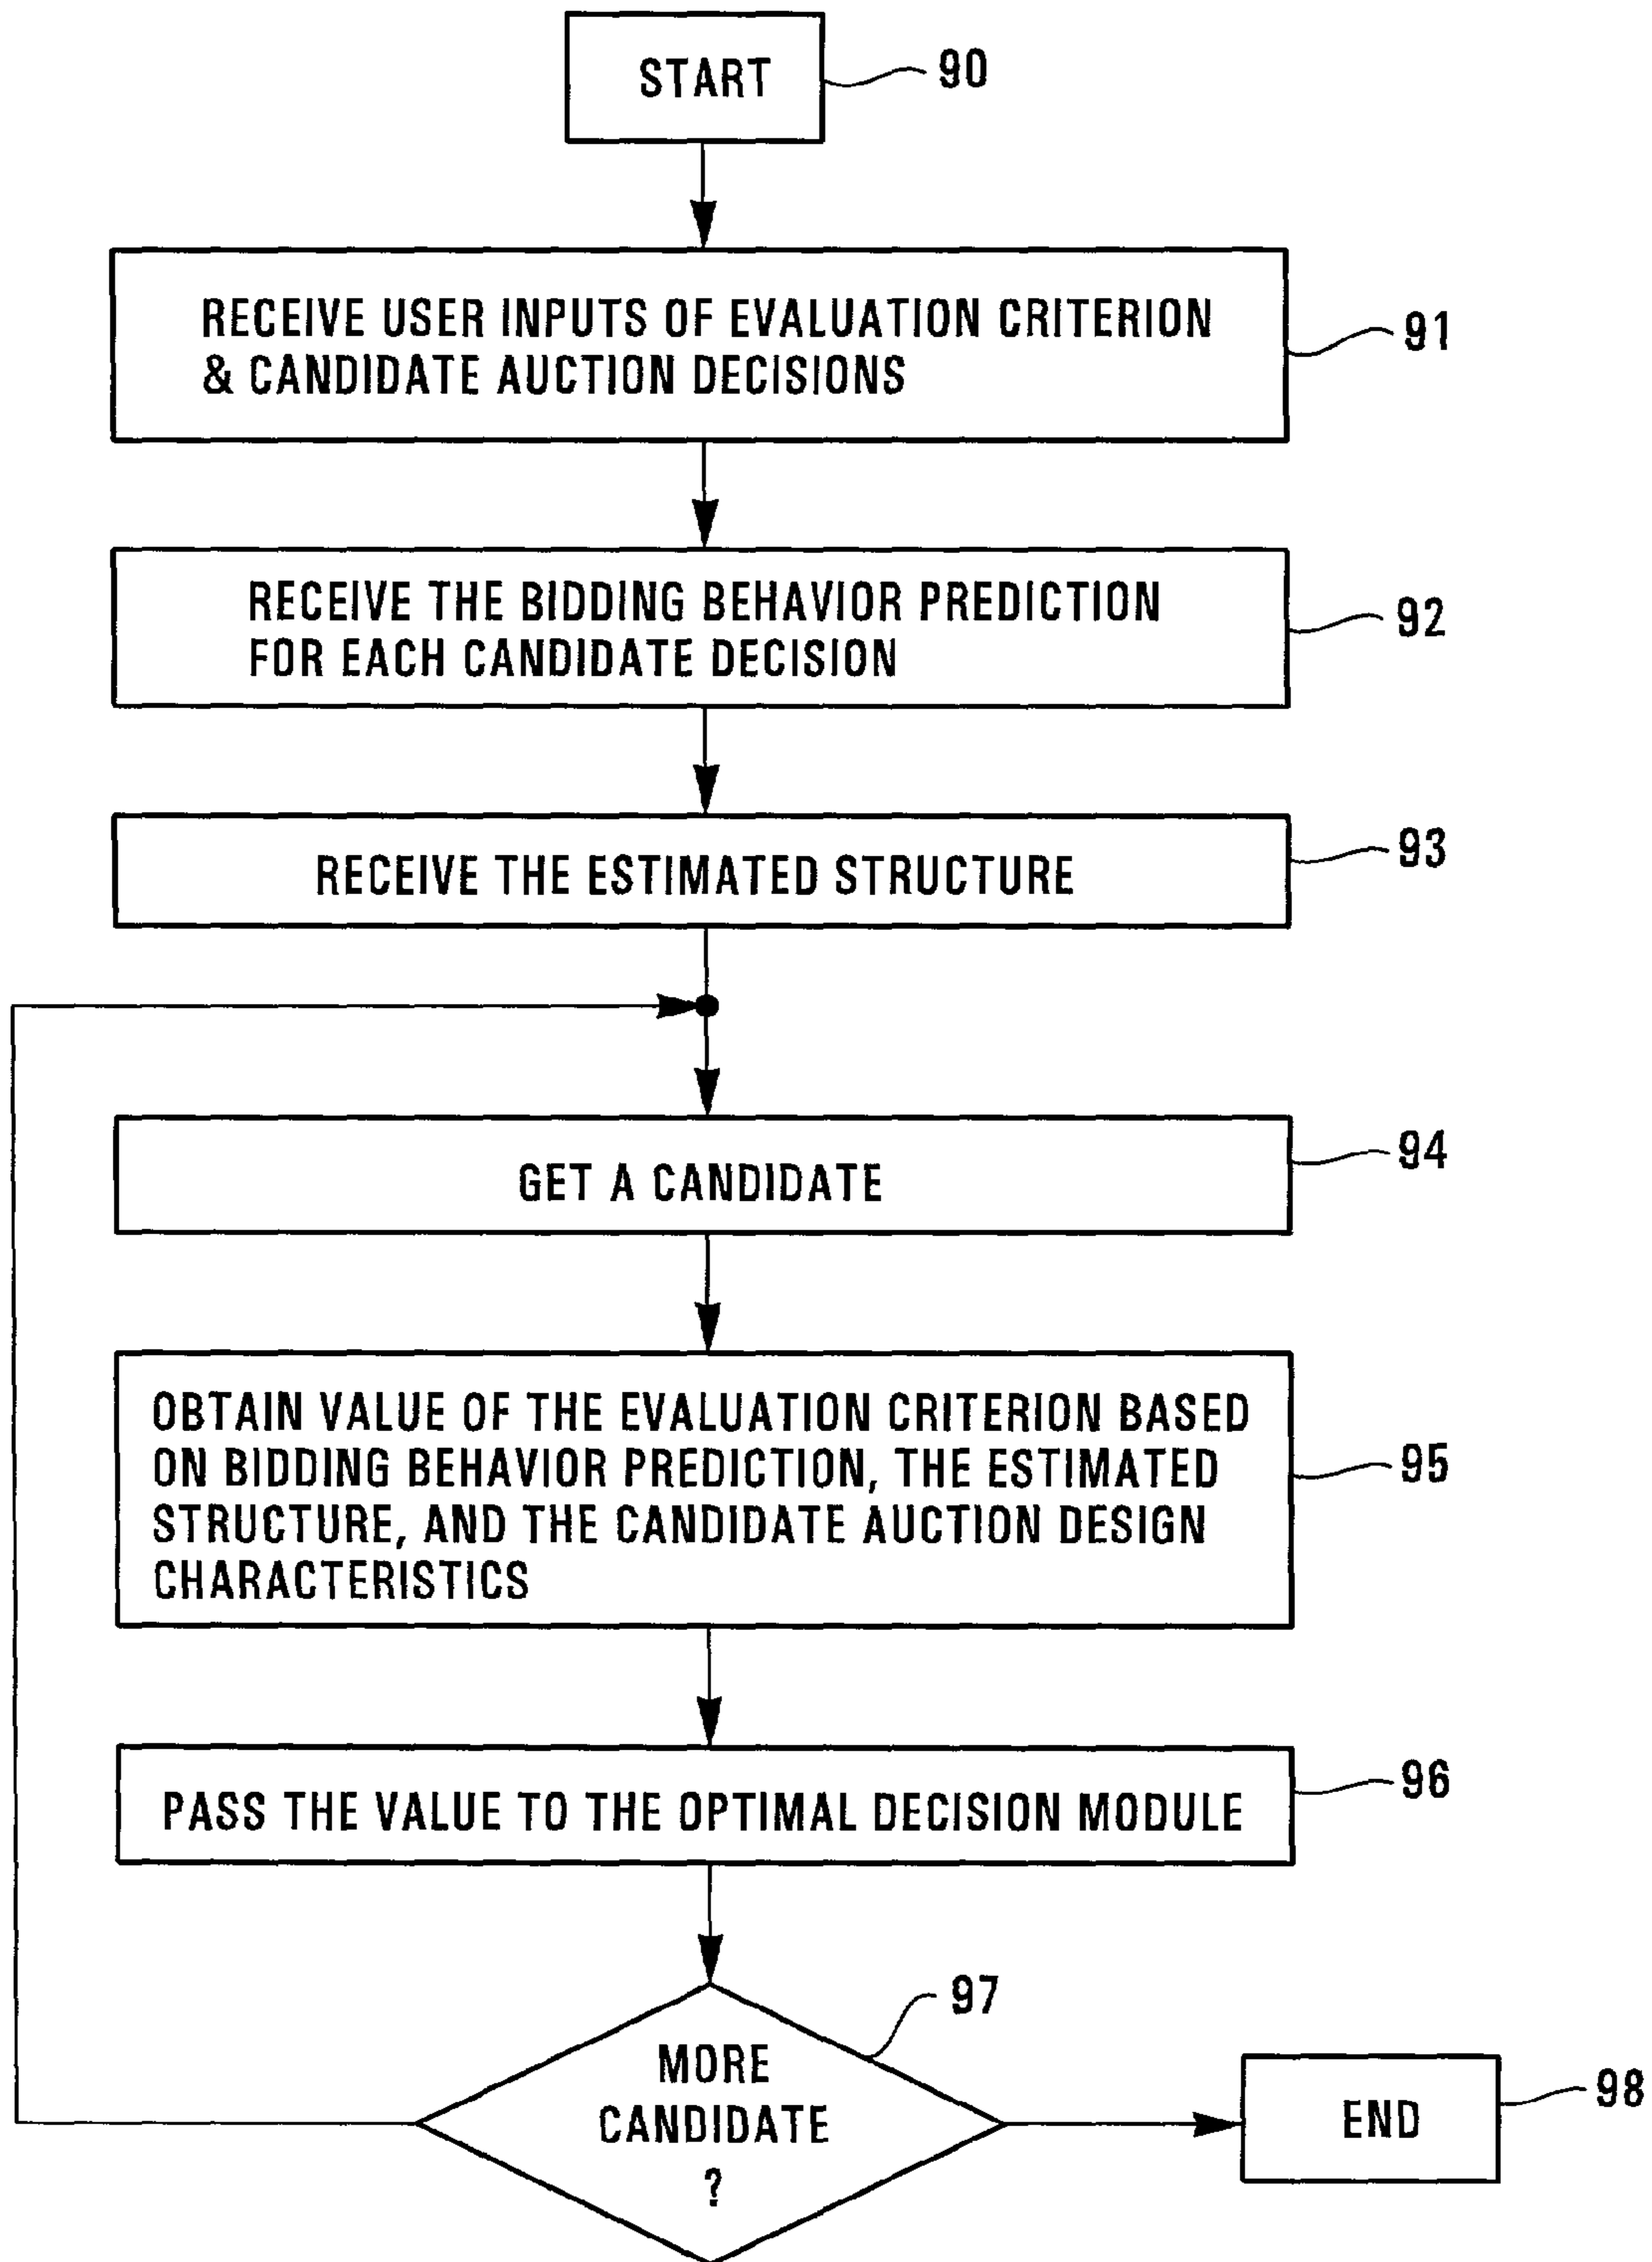 START
90
RECEIVE USER INPUTS OF EVALUATION CRITERION
& CANDIDATE AUCTION DECISIONS
91
RECEIVE THE BIDDING BEHAVIOR PREDICTION
FOR EACH CANDIDATE DECISION
92
RECEIVE THE ESTIMATED STRUCTURE
93
GET A CANDIDATE
94
OBTAIN VALUE OF THE EVALUATION CRITERION BASED
ON BIDDING BEHAVIOR PREDICTION, THE ESTIMATED
STRUCTURE, AND THE CANDIDATE AUCTION DESIGN
CHARACTERISTICS
95
PASS THE VALUE TO THE OPTIMAL DECISION MODULE
96
MORE
CANDIDATE
?
97
END
98